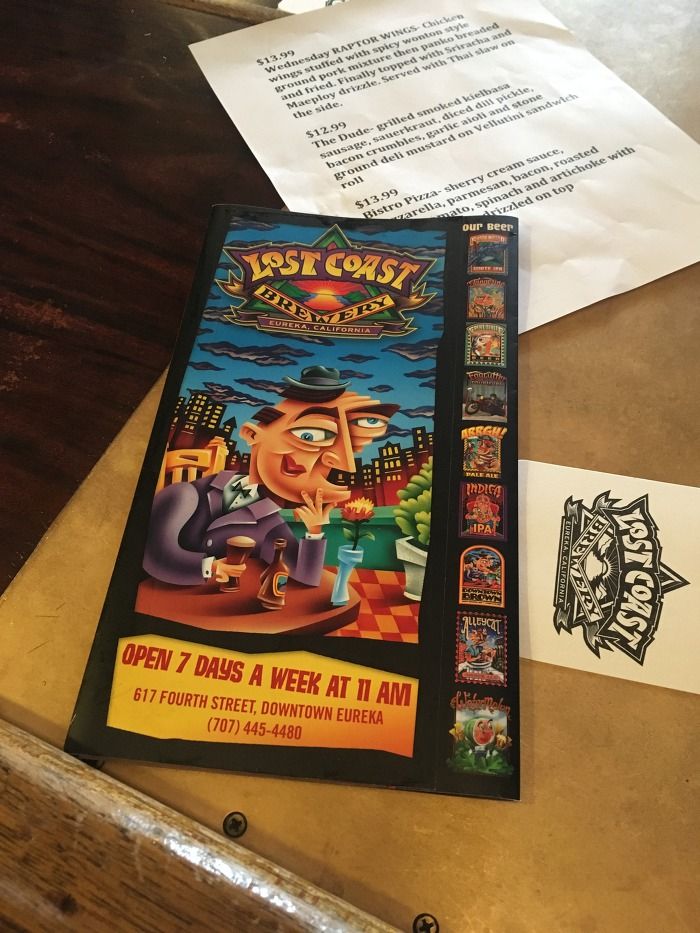 $13.99
Wednesday RAPTOR WINGS- Chicken
wings stuffed with spicy wonton style
ground pork mixture then panko breaded
and fried. Finally topped with Sriracha and
Maeploy drizzle. Served with Thai slaw on
the side.
$12.99
The Dude- grilled smoked kielbasa
sausage, sauerkraut, diced dill pickle,
bacon crumbles, garlic aioli and stone
ground deli mustard on Vellutini sandwich
roll
$13.99
Bistro Pizza- sherry cream sauce,
parmesan, bacon, roasted
spinach and artichoke with
drizzled on top
LOST COAST
BREWERY
EUREKA, CALIFORNIA
OPEN 7 DAYS A WEEK AT 11 AM
617 FOURTH STREET, DOWNTOWN EUREKA
(707) 445-4480
OUR BEER
TANGERINE
ARRGH!
PALE ALE
INDICA
IPA
DOWNTOWN
BROWN
ALLEYCAT
Watermelon
LOST COAST
BREWERY
EUREKA, CALIFORNIA